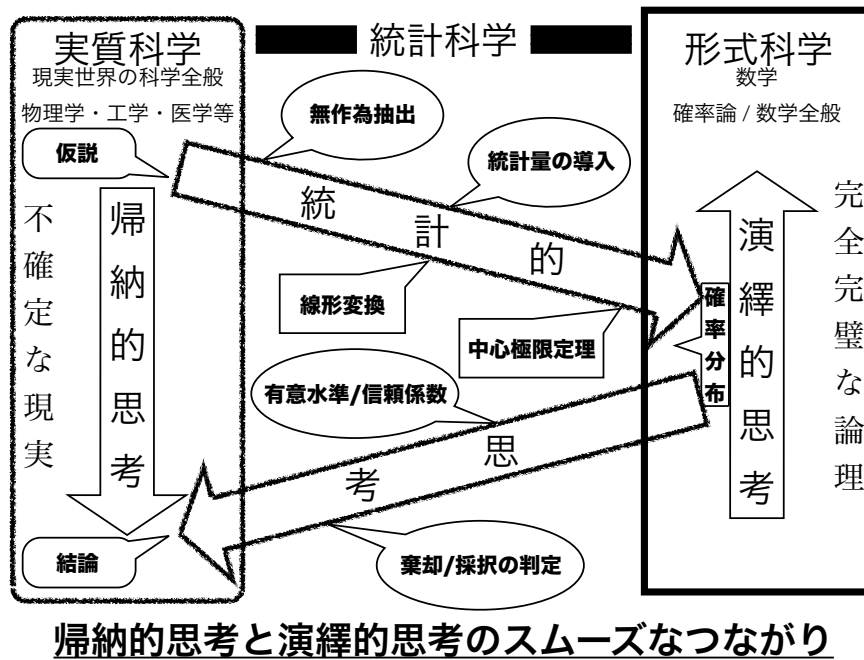 実質科学
現実世界の科学全般
物理学・工学・医学等
仮説
不確定な現実
帰納的思考
結論
統計科学
無作為抽出
統計量の導入
統計的
線形変換
中心極限定理
有意水準/信頼係数
思考
棄却/採択の判定
形式科学
数学
確率論 / 数学全般
確率分布
演繹的思考
完全完璧な論理
帰納的思考と演繹的思考のスムーズなつながり